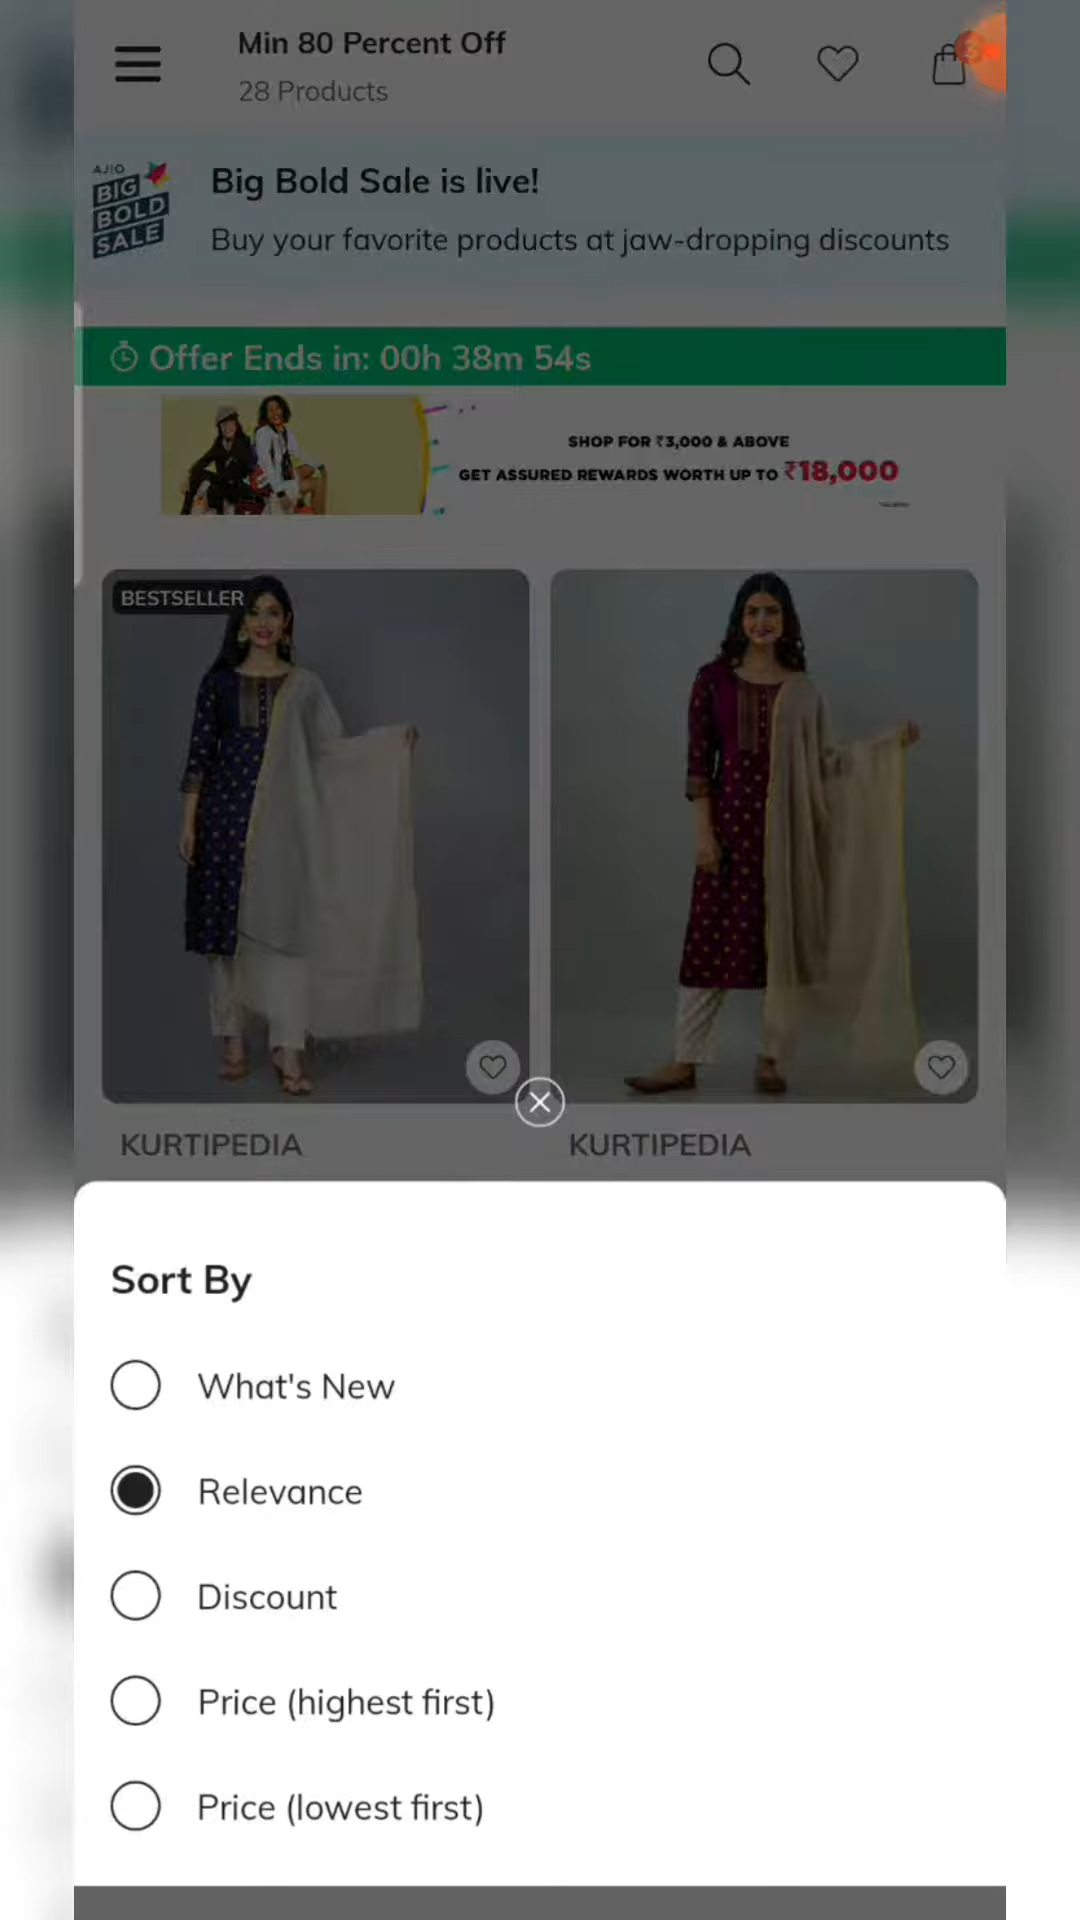 Min 80 Percent Off
28 Products
AJIO
BIG
BOLD
SALE
Big Bold Sale is live!
Buy your favorite products at jaw-dropping discounts
Offer Ends in: 00h 38m 54s
SHOP FOR ₹3,000 & ABOVE
GET ASSURED REWARDS WORTH UP TO ₹18,000
BESTSELLER
KURTIPEDIA
KURTIPEDIA
Sort By
What's New
Relevance
Discount
Price (highest first)
Price (lowest first)